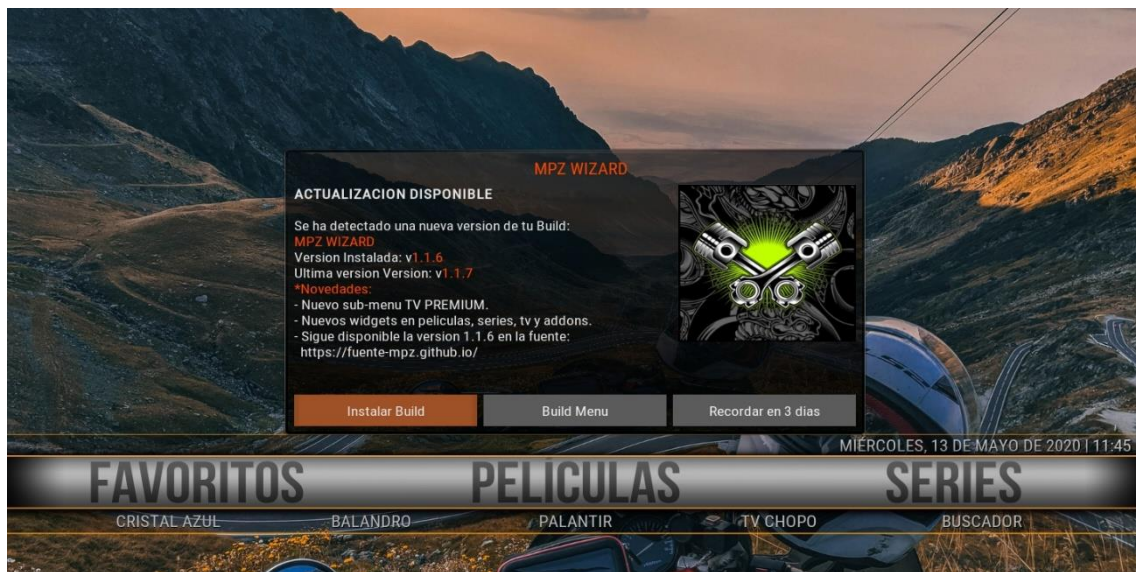 MPZ WIZARD
ACTUALIZACION DISPONIBLE
Se ha detectado una nueva version de tu Build:
MPZ WIZARD
Version Instalada: v1.1.6
Ultima version Version: v1.1.7
*Novedades:
- Nuevo sub-menu TV PREMIUM.
- Nuevos widgets en peliculas, series, tv y addons.
- Sigue disponible la version 1.1.6 en la fuente:
https://fuente-mpz.github.io/
Instalar Build Build Menu Recordar en 3 dias
MIÉRCOLES, 13 DE MAYO DE 2020 | 11:45
FAVORITOS PELÍCULAS SERIES
CRISTAL AZUL BALANDRO PALANTIR TV CHOPO BUSCADOR